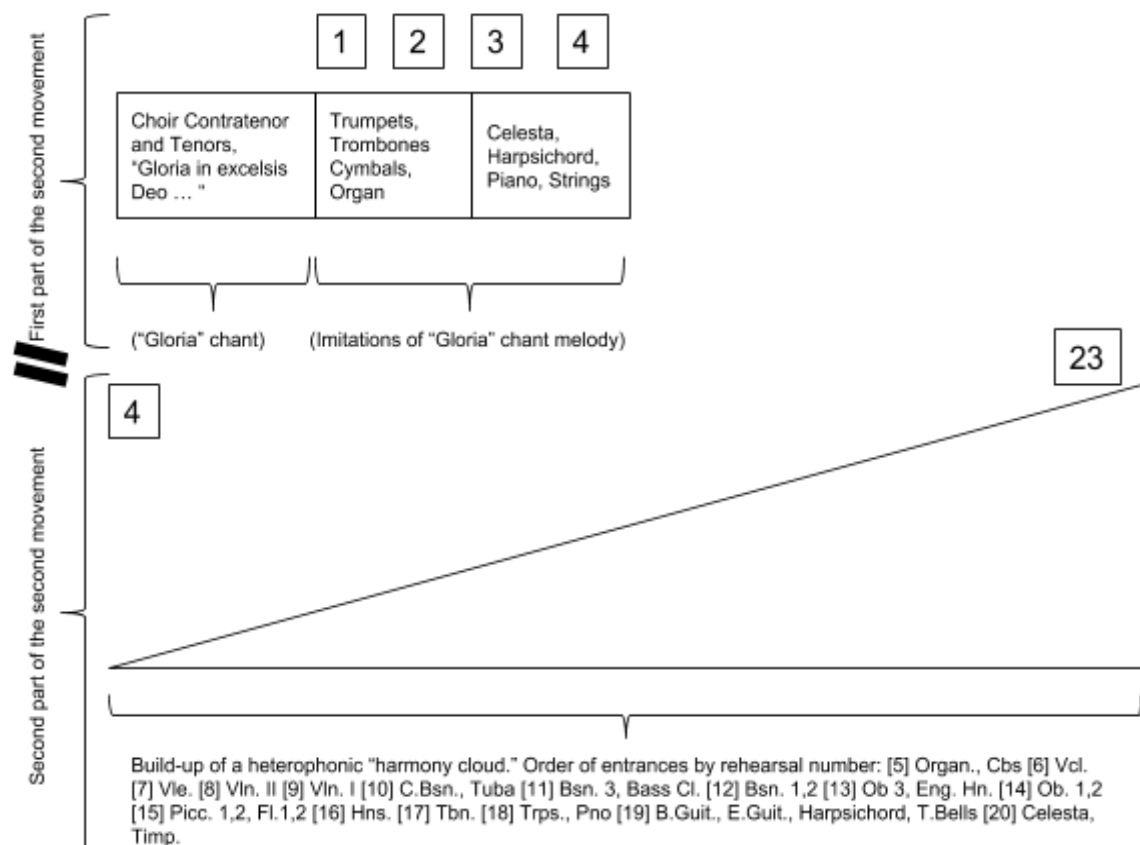 First part of the second movement
1
2
3
4
Choir Contratenor
and Tenors,
“Gloria in excelsis
Deo … ”
Trumpets,
Trombones
Cymbals,
Organ
Celesta,
Harpsichord,
Piano, Strings
(“Gloria” chant)
(Imitations of “Gloria” chant melody)
Second part of the second movement
4
23
Build-up of a heterophonic “harmony cloud.” Order of entrances by rehearsal number: [5] Organ., Cbs [6] Vcl.
[7] Vle. [8] Vln. II [9] Vln. I [10] C.Bsn., Tuba [11] Bsn. 3, Bass Cl. [12] Bsn. 1,2 [13] Ob 3, Eng. Hn. [14] Ob. 1,2
[15] Picc. 1,2, Fl.1,2 [16] Hns. [17] Tbn. [18] Trps., Pno [19] B.Guit., E.Guit., Harpsichord, T.Bells [20] Celesta,
Timp.